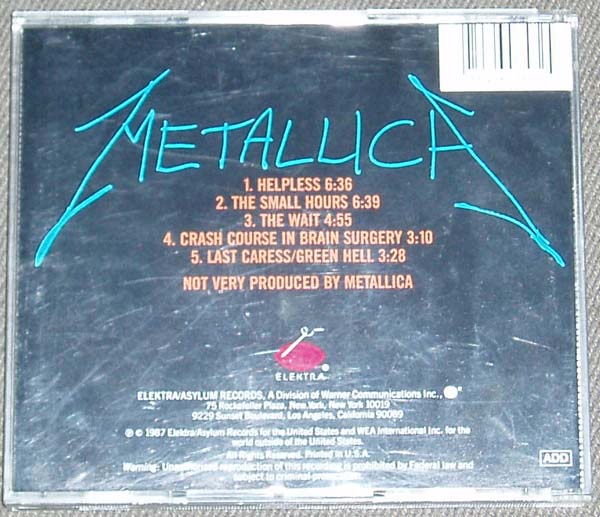 METALLICA
1. HELPLESS 6:36
2. THE SMALL HOURS 6:39
3. THE WAIT 4:55
4. CRASH COURSE IN BRAIN SURGERY 3:10
5. LAST CARESS/GREEN HELL 3:28
NOT VERY PRODUCED BY METALLICA
ELEKTRA®
ELEKTRA/ASYLUM RECORDS, A Division of Warner Communications Inc.,
75 Rockefeller Plaza, New York, New York 10019
9229 Sunset Boulevard, Los Angeles, California 90069
℗ © 1987 Elektra/Asylum Records for the United States and WEA International Inc. for the
world outside of the United States.
All Rights Reserved. Printed in U.S.A.
Warning: Unauthorized reproduction of this recording is prohibited by Federal law and
subject to criminal
ADD